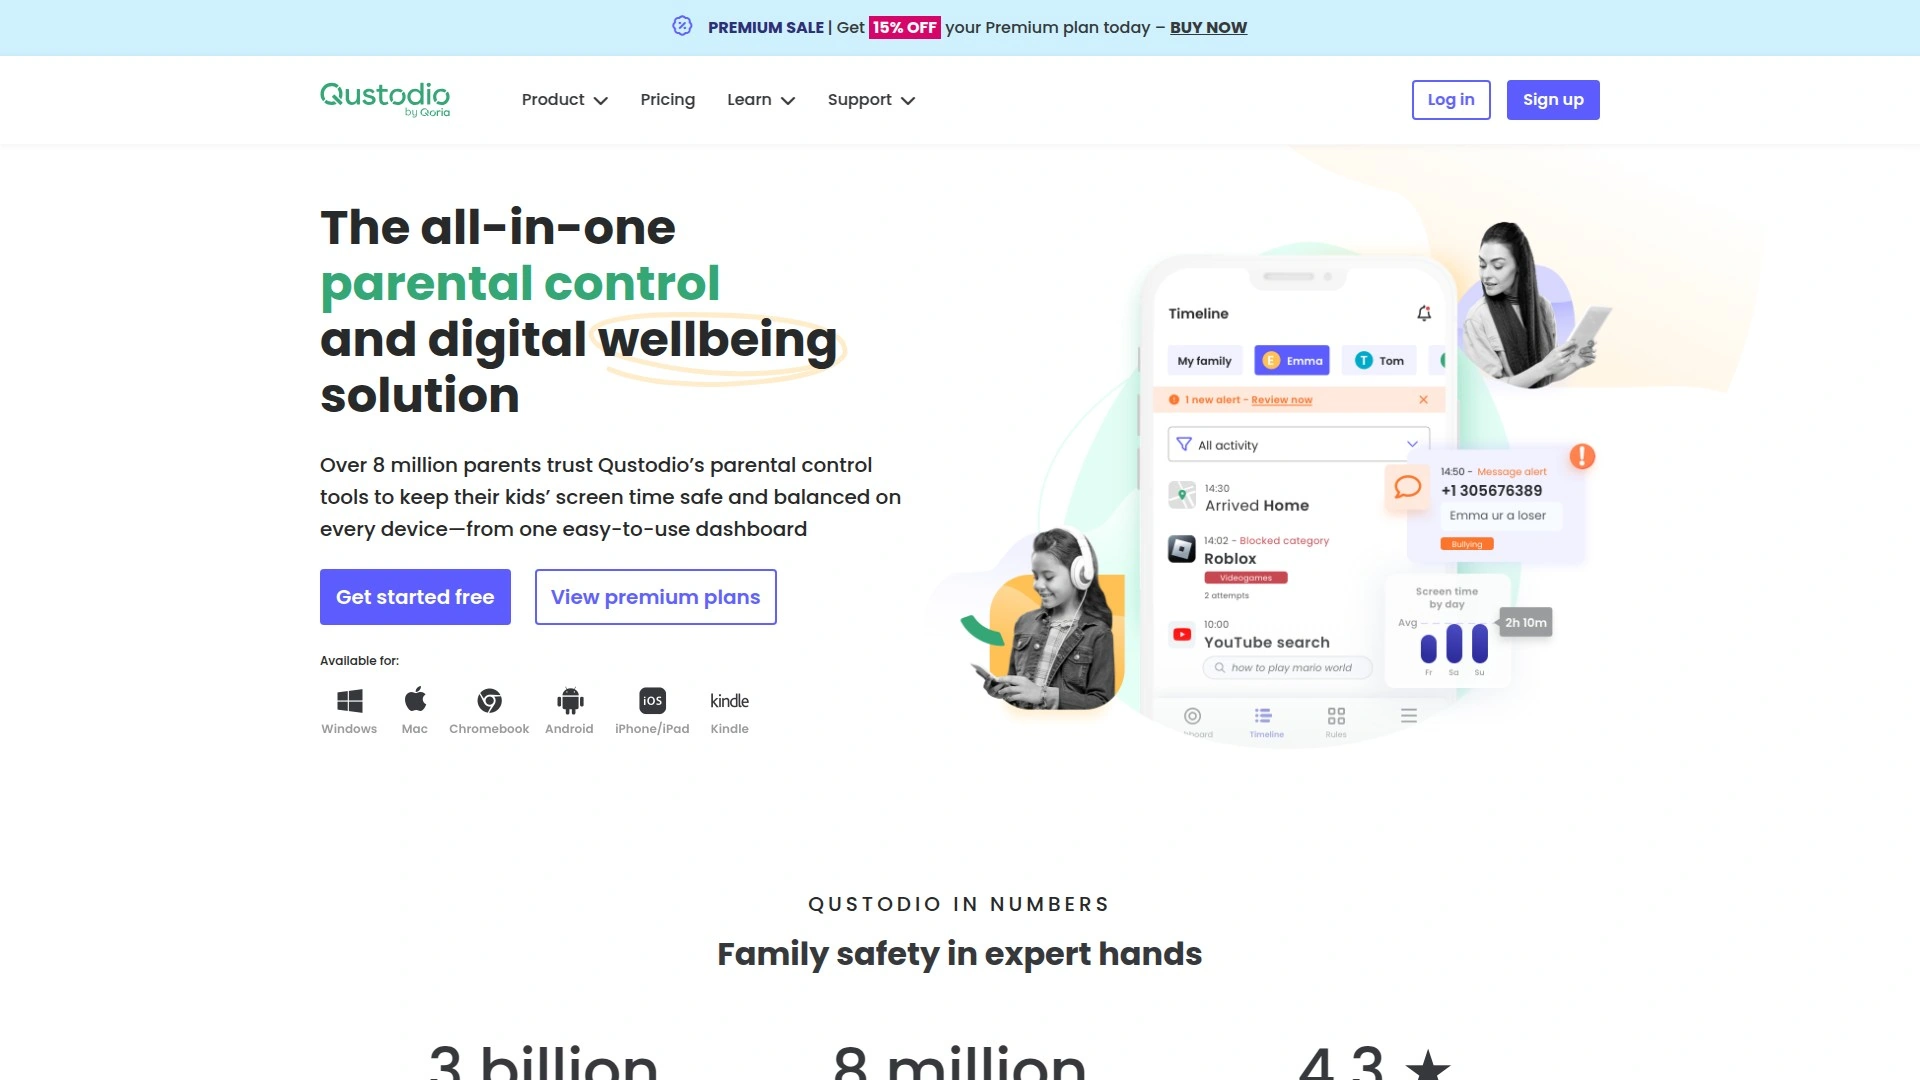 PREMIUM SALE | Get 15% OFF your Premium plan today – BUY NOW
Qustodio
by Qoria
Product
Pricing
Learn
Support
Log in
Sign up
The all-in-one
parental control
and digital wellbeing
solution
Over 8 million parents trust Qustodio’s parental control
tools to keep their kids’ screen time safe and balanced on
every device—from one easy-to-use dashboard
Get started free
View premium plans
Available for:
iOS
kindle
Windows
Mac
Chromebook
Android
iPhone/iPad
Kindle
Timeline
My family
E Emma
T Tom
1 new alert - Review now
All activity
14:30
Arrived Home
14:02 - Blocked category
Roblox
Videogames
2 attempts
10:00
YouTube search
how to play mario world
board
Timeline
Rules
14:50 - Message alert
+1 305676389
Emma ur a loser
Bullying
Screen time
by day
Avg
2h 10m
Fr
Sa
Su
QUSTODIO IN NUMBERS
Family safety in expert hands
3 billion
8 million
4.3 ★